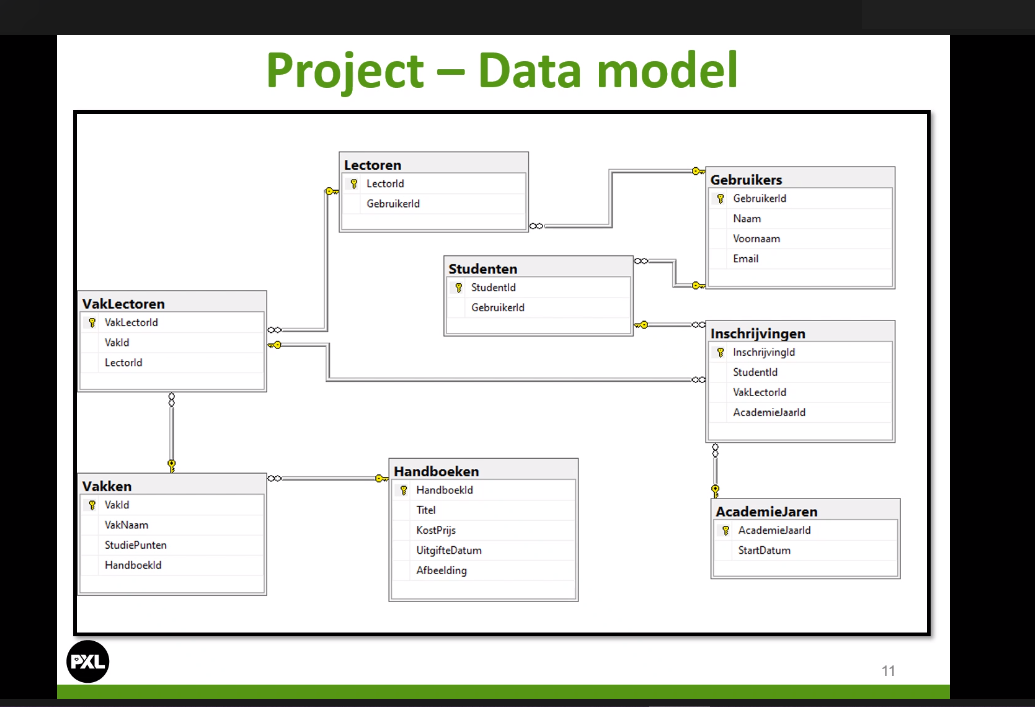 Project – Data model
Lectoren
LectorId
GebruikerId
Gebruikers
GebruikerId
Naam
Voornaam
Email
Studenten
StudentId
GebruikerId
VakLectoren
VakLectorId
VakId
LectorId
Inschrijvingen
InschrijvingId
StudentId
VakLectorId
AcademieJaarId
Vakken
VakId
VakNaam
StudiePunten
HandboekId
Handboeken
HandboekId
Titel
KostPrijs
UitgifteDatum
Afbeelding
AcademieJaren
AcademieJaarId
StartDatum
PXL
11